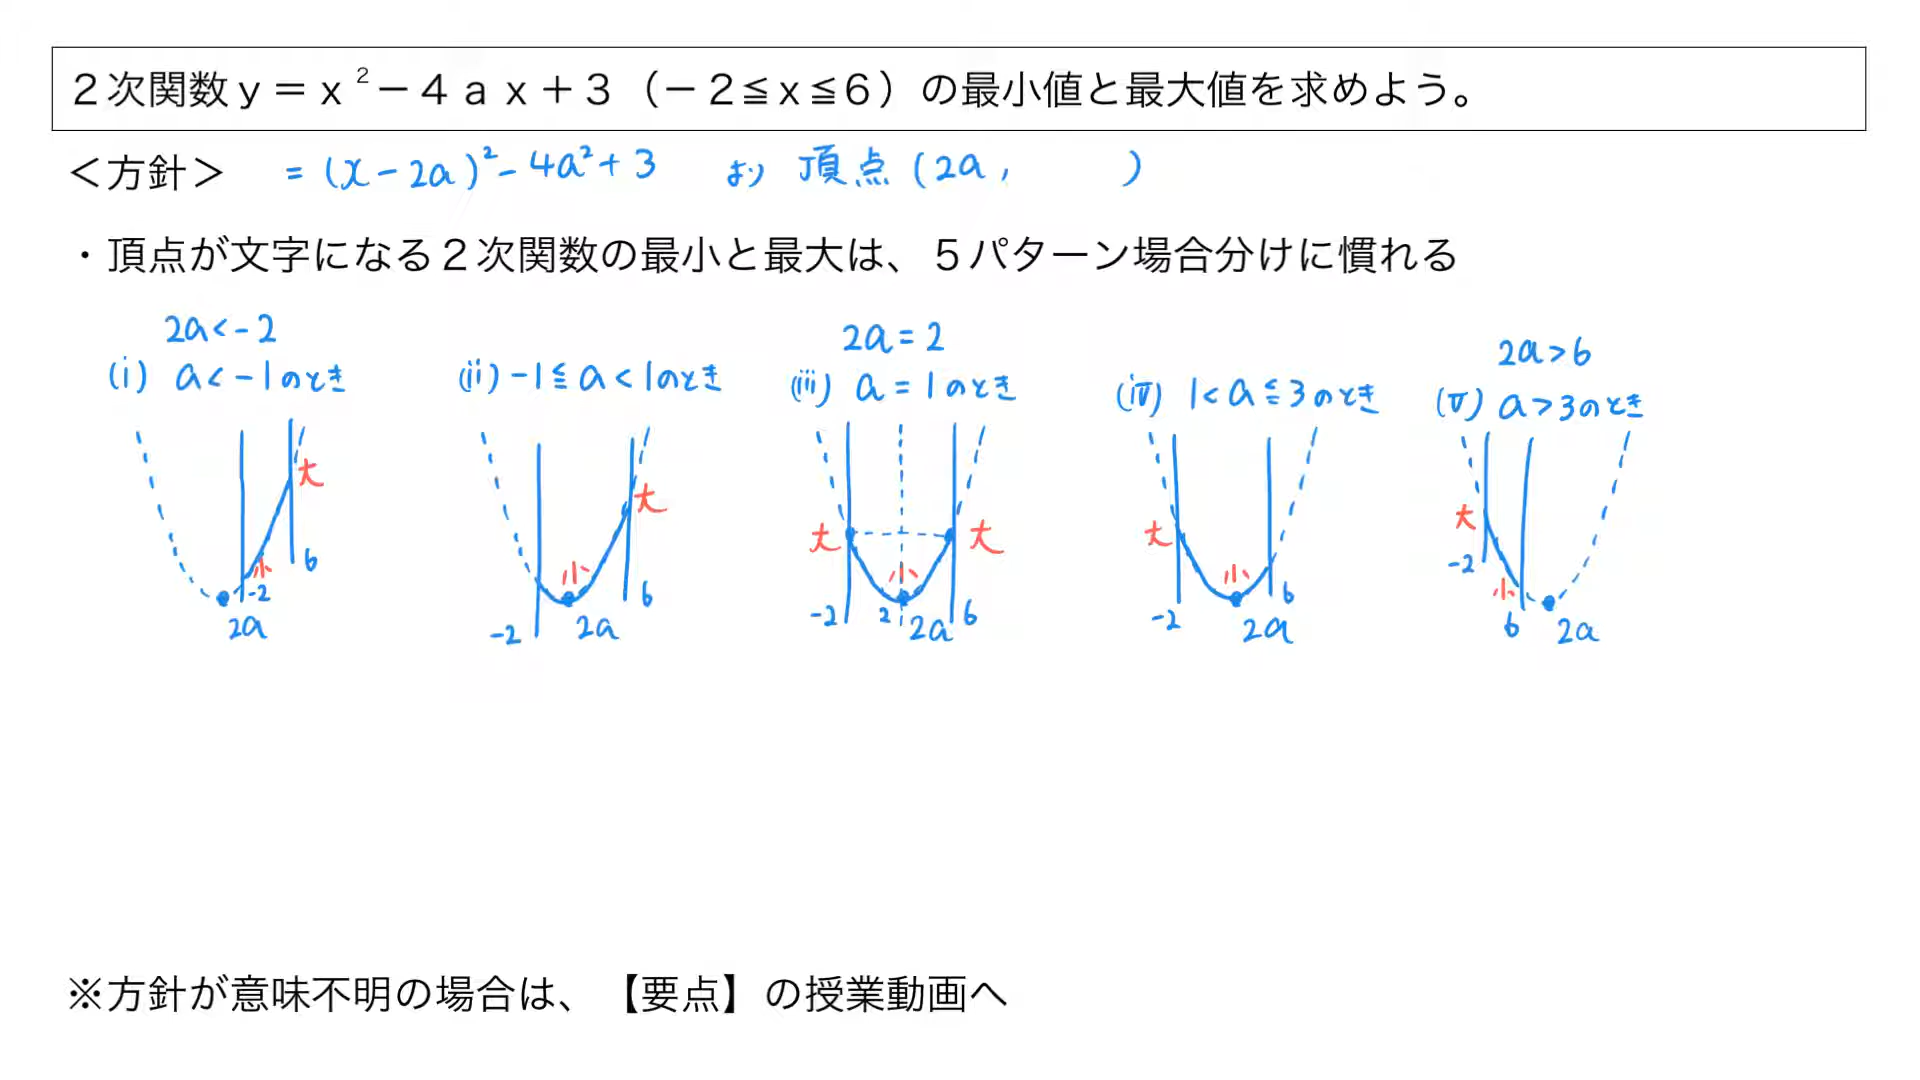 ２次関数ｙ＝ｘ²－４ａｘ＋３（－２≦ｘ≦６）の最小値と最大値を求めよう。
＜方針＞ = (x-2a)²-4a²+3 より 頂点(2a,　　)
・頂点が文字になる２次関数の最小と最大は、５パターン場合分けに慣れる
2a<-2
(i) a<-1のとき
大
小
-2
6
2a
(ii) -1≦a<1のとき
大
小
-2
2a
6
2a=2
(iii) a=1のとき
大 大
小
-2 2 2a 6
(iv) 1<a≦3のとき
大
小
-2 2a 6
2a>6
(v) a>3のとき
大
-2
小
6 2a
※方針が意味不明の場合は、【要点】の授業動画へ